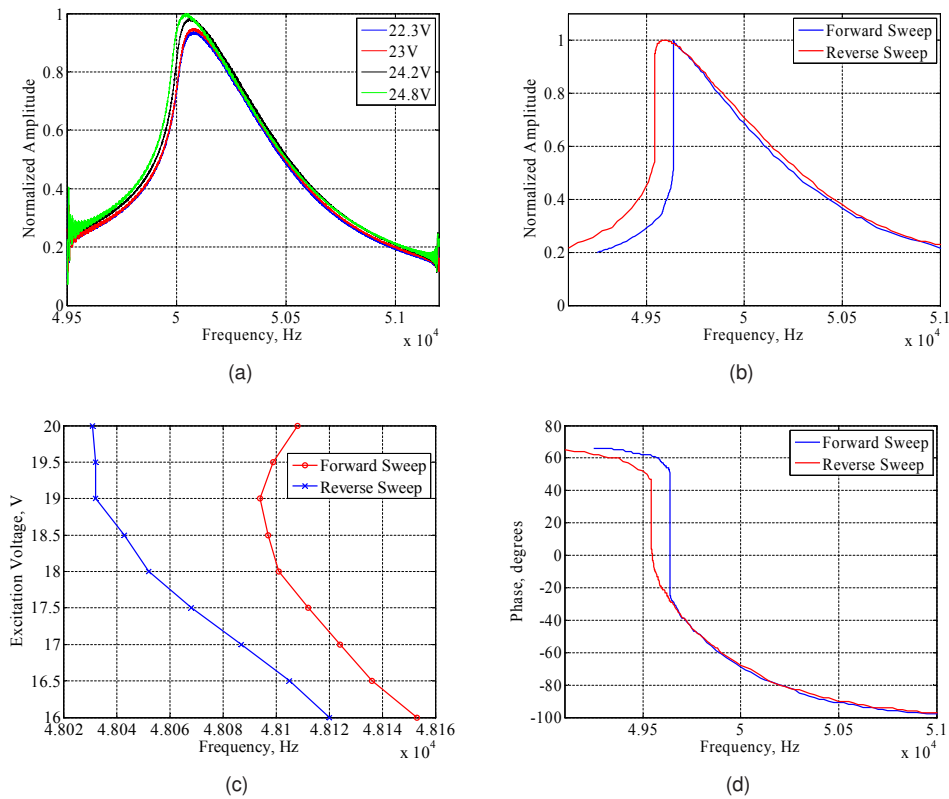 1
0.8
0.6
0.4
0.2
0
4.95
5
5.05
5.1
x 10^4
Frequency, Hz
Normalized Amplitude
22.3V
23V
24.2V
24.8V
(a)
1
0.8
0.6
0.4
0.2
0
4.95
5
5.05
5.1
x 10^4
Frequency, Hz
Normalized Amplitude
Forward Sweep
Reverse Sweep
(b)
20
19.5
19
18.5
18
17.5
17
16.5
16
4.802
4.804
4.806
4.808
4.81
4.812
4.814
4.816
x 10^4
Frequency, Hz
Excitation Voltage, V
Forward Sweep
Reverse Sweep
(c)
80
60
40
20
0
-20
-40
-60
-80
-100
4.95
5
5.05
5.1
x 10^4
Frequency, Hz
Phase, degrees
Forward Sweep
Reverse Sweep
(d)